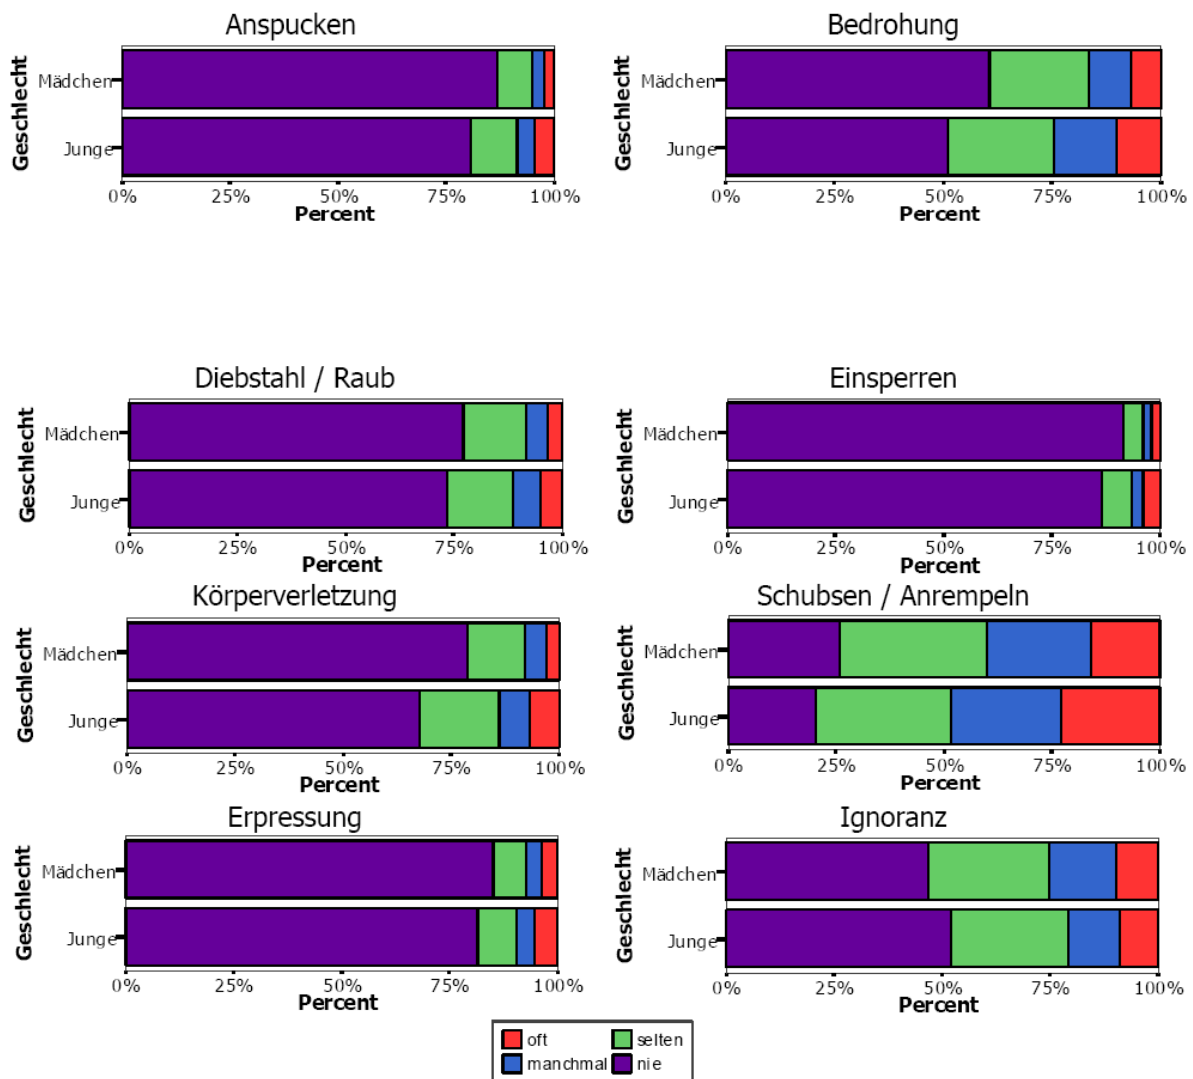 Anspucken
Geschlecht
Mädchen
Junge
0% 25% 50% 75% 100%
Percent
Bedrohung
Geschlecht
Mädchen
Junge
0% 25% 50% 75% 100%
Percent
Diebstahl / Raub
Geschlecht
Mädchen
Junge
0% 25% 50% 75% 100%
Percent
Einsperren
Geschlecht
Mädchen
Junge
0% 25% 50% 75% 100%
Percent
Körperverletzung
Geschlecht
Mädchen
Junge
0% 25% 50% 75% 100%
Percent
Schubsen / Anrempeln
Geschlecht
Mädchen
Junge
0% 25% 50% 75% 100%
Percent
Erpressung
Geschlecht
Mädchen
Junge
0% 25% 50% 75% 100%
Percent
Ignoranz
Geschlecht
Mädchen
Junge
0% 25% 50% 75% 100%
Percent
oft selten
manchmal nie